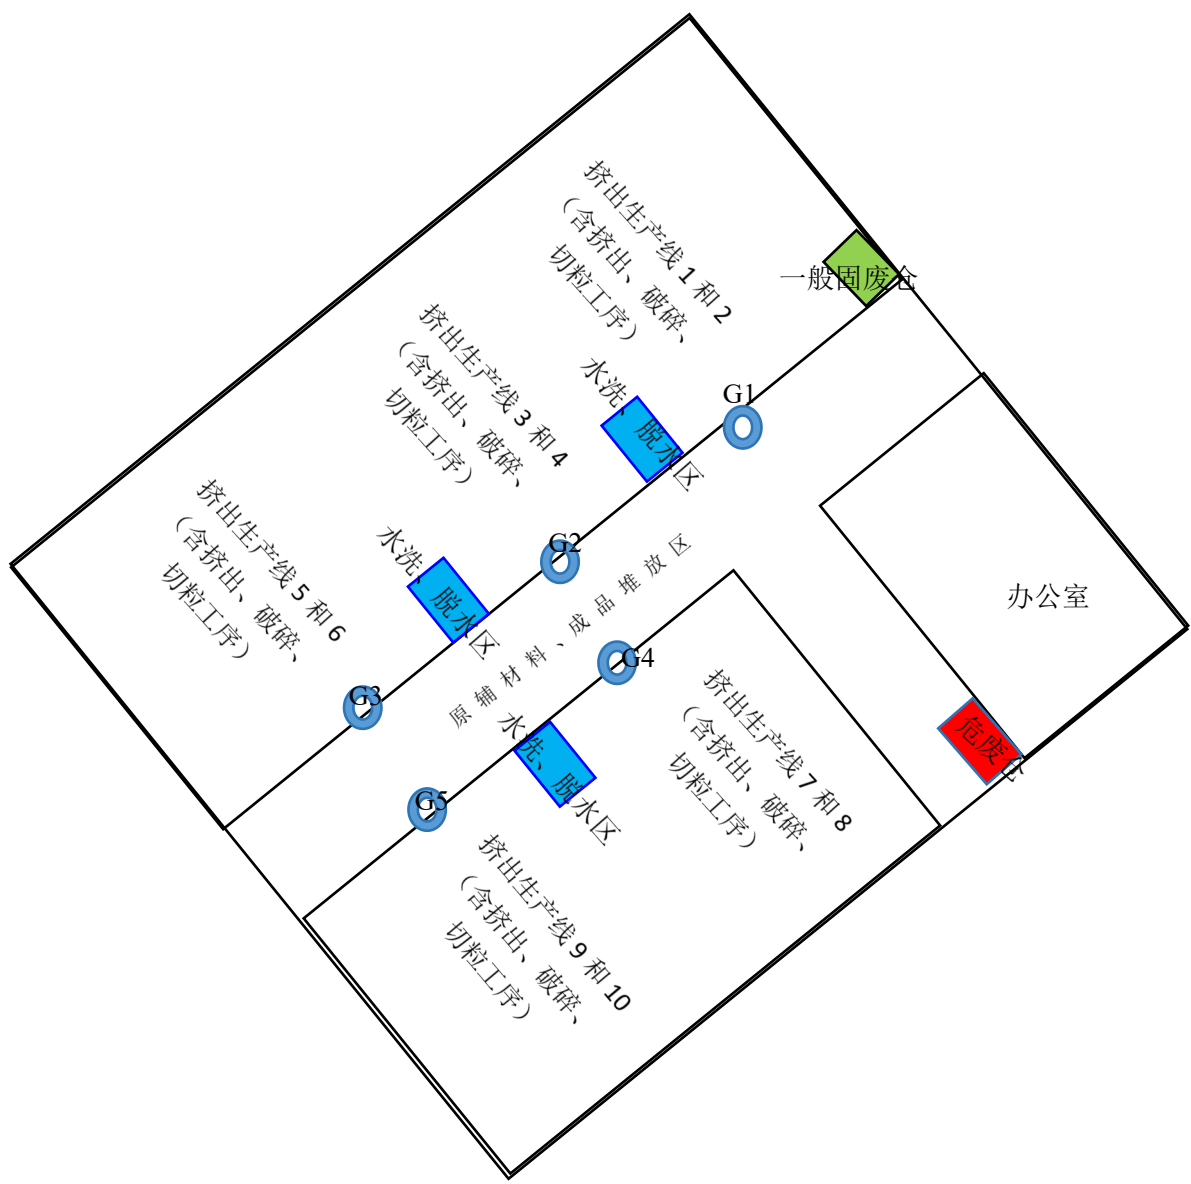 挤出生产线 1 和 2
（含挤出、破碎、
切粒工序）
一般固废仓
挤出生产线 3 和 4
（含挤出、破碎、
切粒工序）
水洗、脱水区
G1
挤出生产线 5 和 6
（含挤出、破碎、
切粒工序）
水洗、脱水区
G2
原辅材料、成品堆放区
办公室
G3
G4
挤出生产线 7 和 8
（含挤出、破碎、
切粒工序）
危废仓
水洗、脱水区
G5
挤出生产线 9 和 10
（含挤出、破碎、
切粒工序）